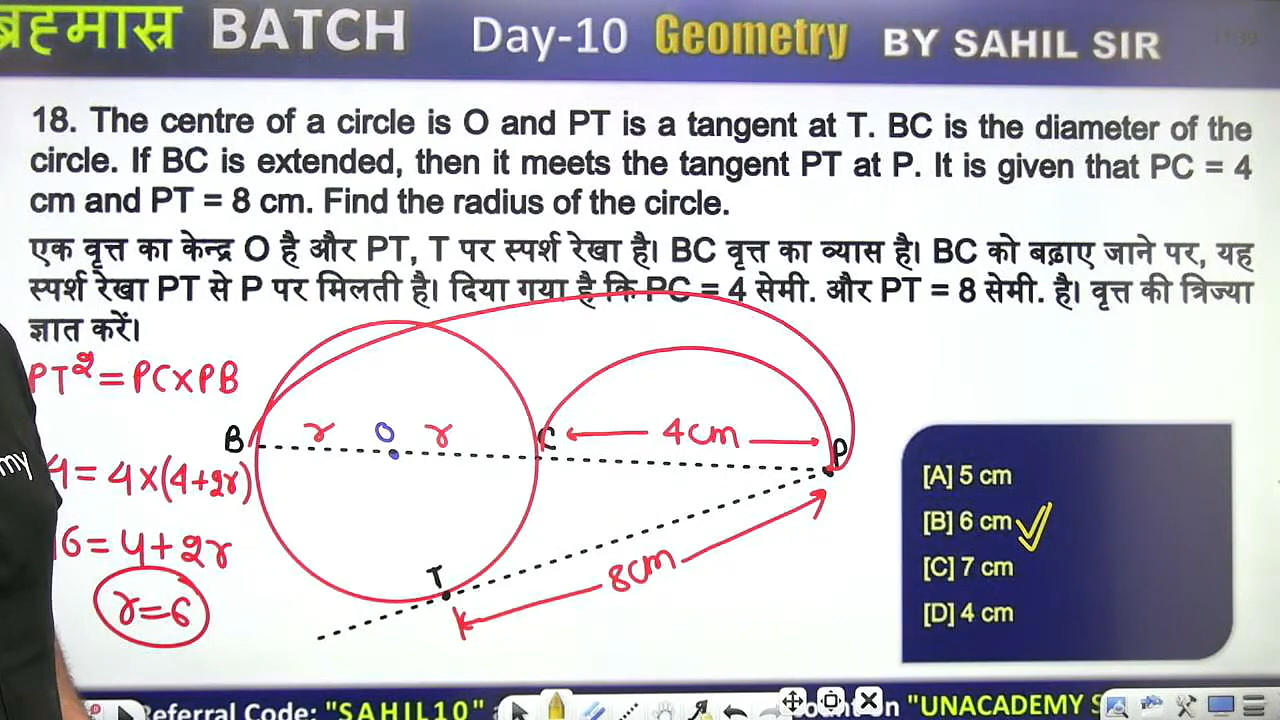 ब्रह्मास्र BATCH Day-10 Geometry BY SAHIL SIR
18. The centre of a circle is O and PT is a tangent at T. BC is the diameter of the
circle. If BC is extended, then it meets the tangent PT at P. It is given that PC = 4
cm and PT = 8 cm. Find the radius of the circle.
एक वृत्त का केन्द्र O है और PT, T पर स्पर्श रेखा है। BC वृत्त का व्यास है। BC को बढ़ाए जाने पर, यह
स्पर्श रेखा PT से P पर मिलती है। दिया गया है कि PC = 4 सेमी. और PT = 8 सेमी. है। वृत्त की त्रिज्या
ज्ञात करें।
PT² = PC×PB
4 = 4×(4+2r)
16 = 4+2r
r=6
B r O r C 4cm P
T 8cm
[A] 5 cm
[B] 6 cm
[C] 7 cm
[D] 4 cm
my
Referral Code: "SAHIL10" on "UNACADEMY S